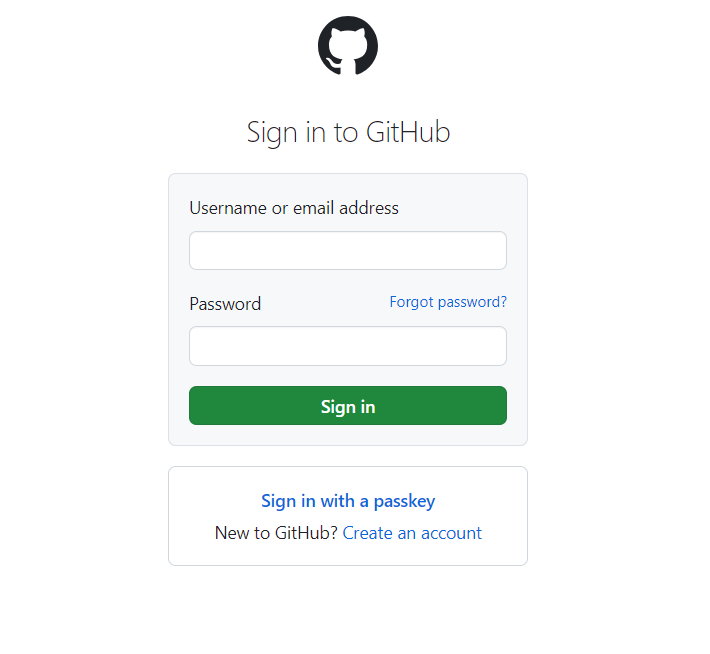 Sign in to GitHub
Username or email address
Password Forgot password?
Sign in
Sign in with a passkey
New to GitHub? Create an account